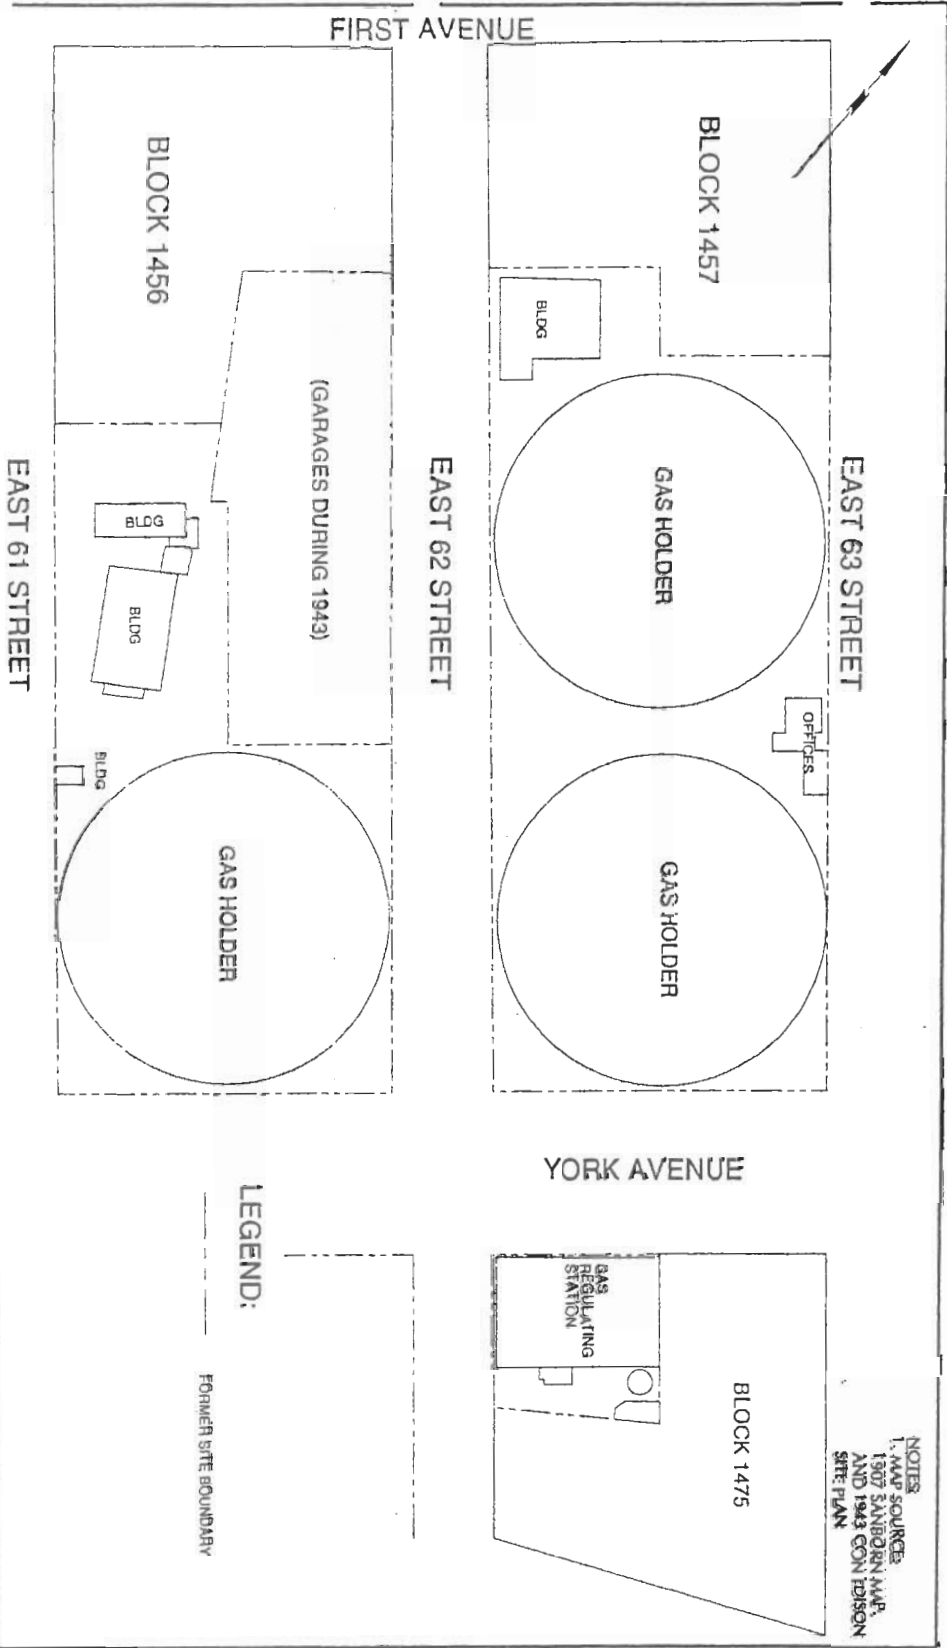 FIRST AVENUE
BLOCK 1457
BLOCK 1456
BLDG
GAS HOLDER
EAST 63 STREET
(GARAGES DURING 1943)
EAST 62 STREET
EAST 61 STREET
BLDG
BLDG
OFFICES
BLDG
GAS HOLDER
GAS HOLDER
YORK AVENUE
GAS
REGULATING
STATION
BLOCK 1475
LEGEND:
FORMER SITE BOUNDARY
NOTES
1. MAP SOURCE:
1907 SANBORN MAP,
AND 1943 CON EDISON
SITE PLAN